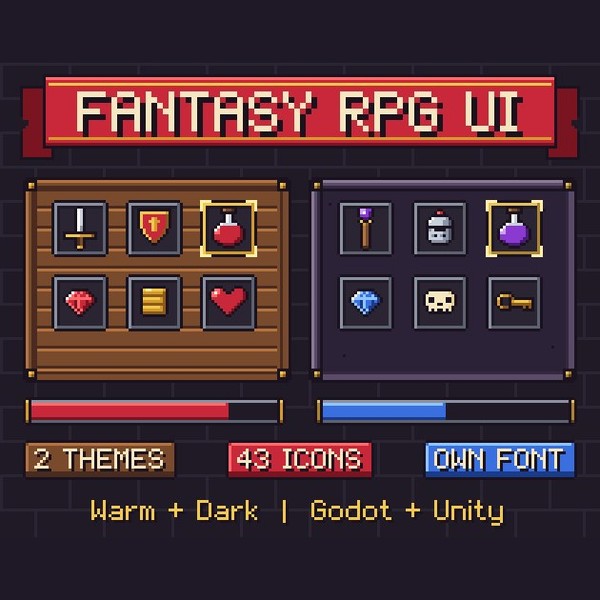 FANTASY RPG UI
2 THEMES
43 ICONS
OWN FONT
Warm + Dark | Godot + Unity